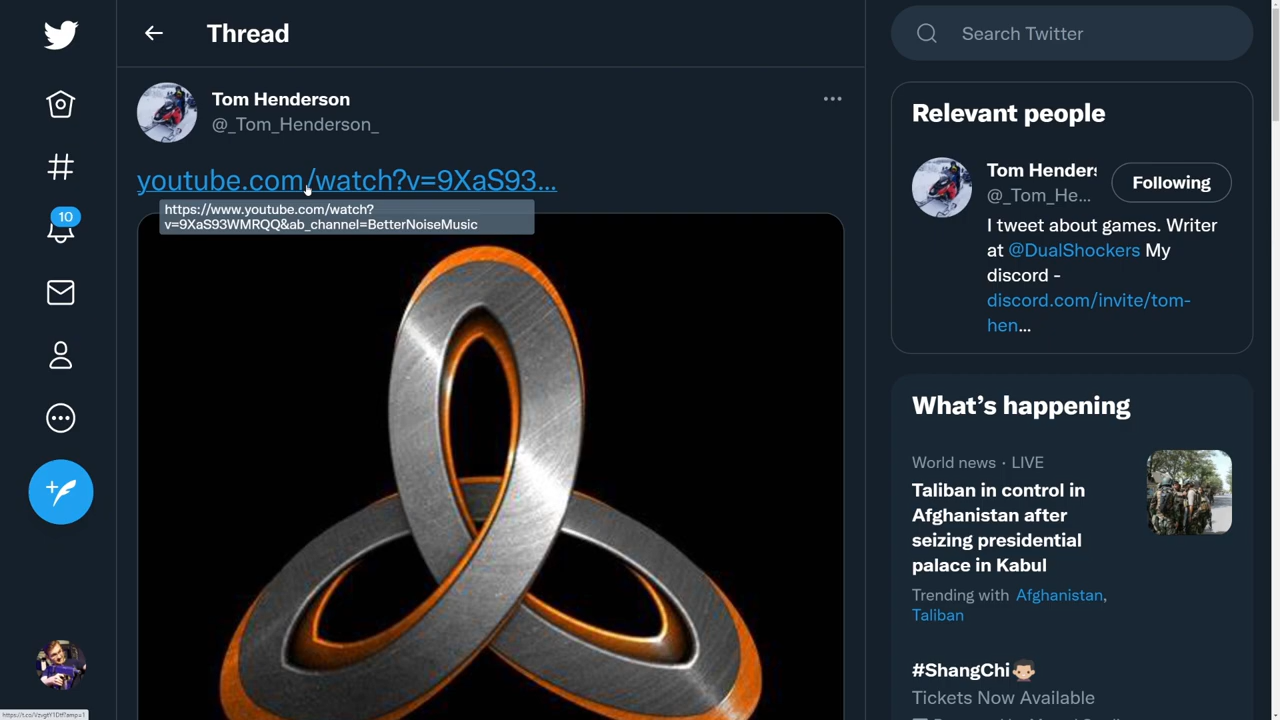 Thread
Search Twitter
Tom Henderson
@_Tom_Henderson_
youtube.com/watch?v=9XaS93...
https://www.youtube.com/watch?
v=9XaS93WMRQQ&ab_channel=BetterNoiseMusic
10
Relevant people
Tom Hender
@_Tom_He...
Following
I tweet about games. Writer
at @DualShockers My
discord -
discord.com/invite/tom-
hen...
What's happening
World news · LIVE
Taliban in control in
Afghanistan after
seizing presidential
palace in Kabul
Trending with Afghanistan,
Taliban
#ShangChi
Tickets Now Available